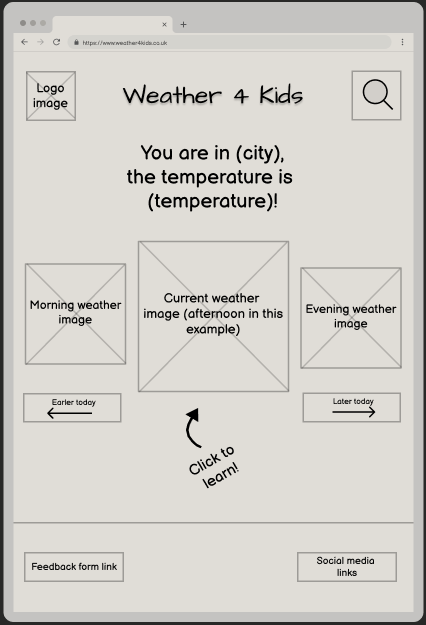 https://www.weather4kids.co.uk
Logo
image
Weather 4 Kids
You are in (city),
the temperature is
(temperature)!
Morning weather
image
Current weather
image (afternoon in this
example)
Evening weather
image
Earler today
Later today
Click to
learn!
Feedback form link
Social media
links